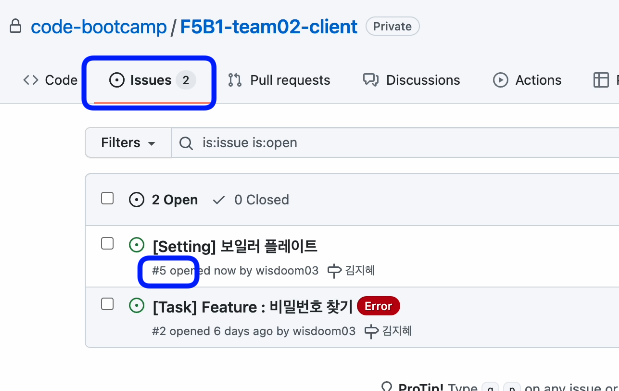 code-bootcamp / F5B1-team02-client Private
Code Issues 2 Pull requests Discussions Actions
Filters is:issue is:open
2 Open 0 Closed
[Setting] 보일러 플레이트
#5 opened now by wisdoom03 김지혜
[Task] Feature : 비밀번호 찾기 Error
#2 opened 6 days ago by wisdoom03 김지혜
ProTip! Type g p on any issue or